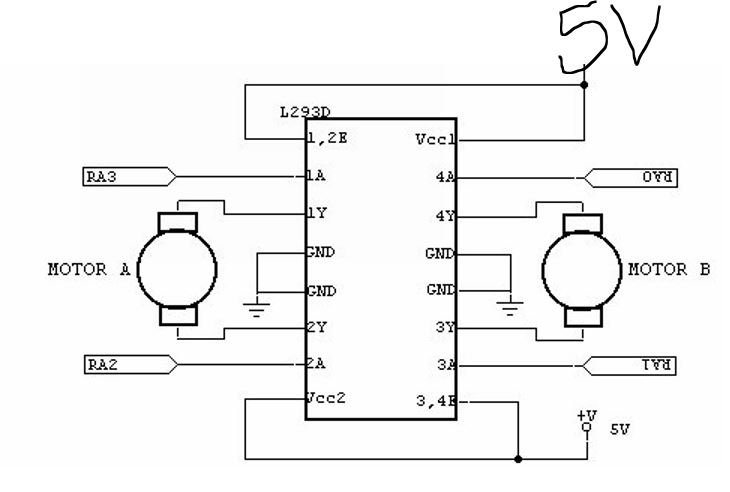 5V
L293D
1,2E Vcc1
RA3 1A 4A RA0
1Y 4Y
GND GND
MOTOR A MOTOR B
GND GND
2Y 3Y
RA2 2A 3A RA1
Vcc2 3,4E
+V
5V